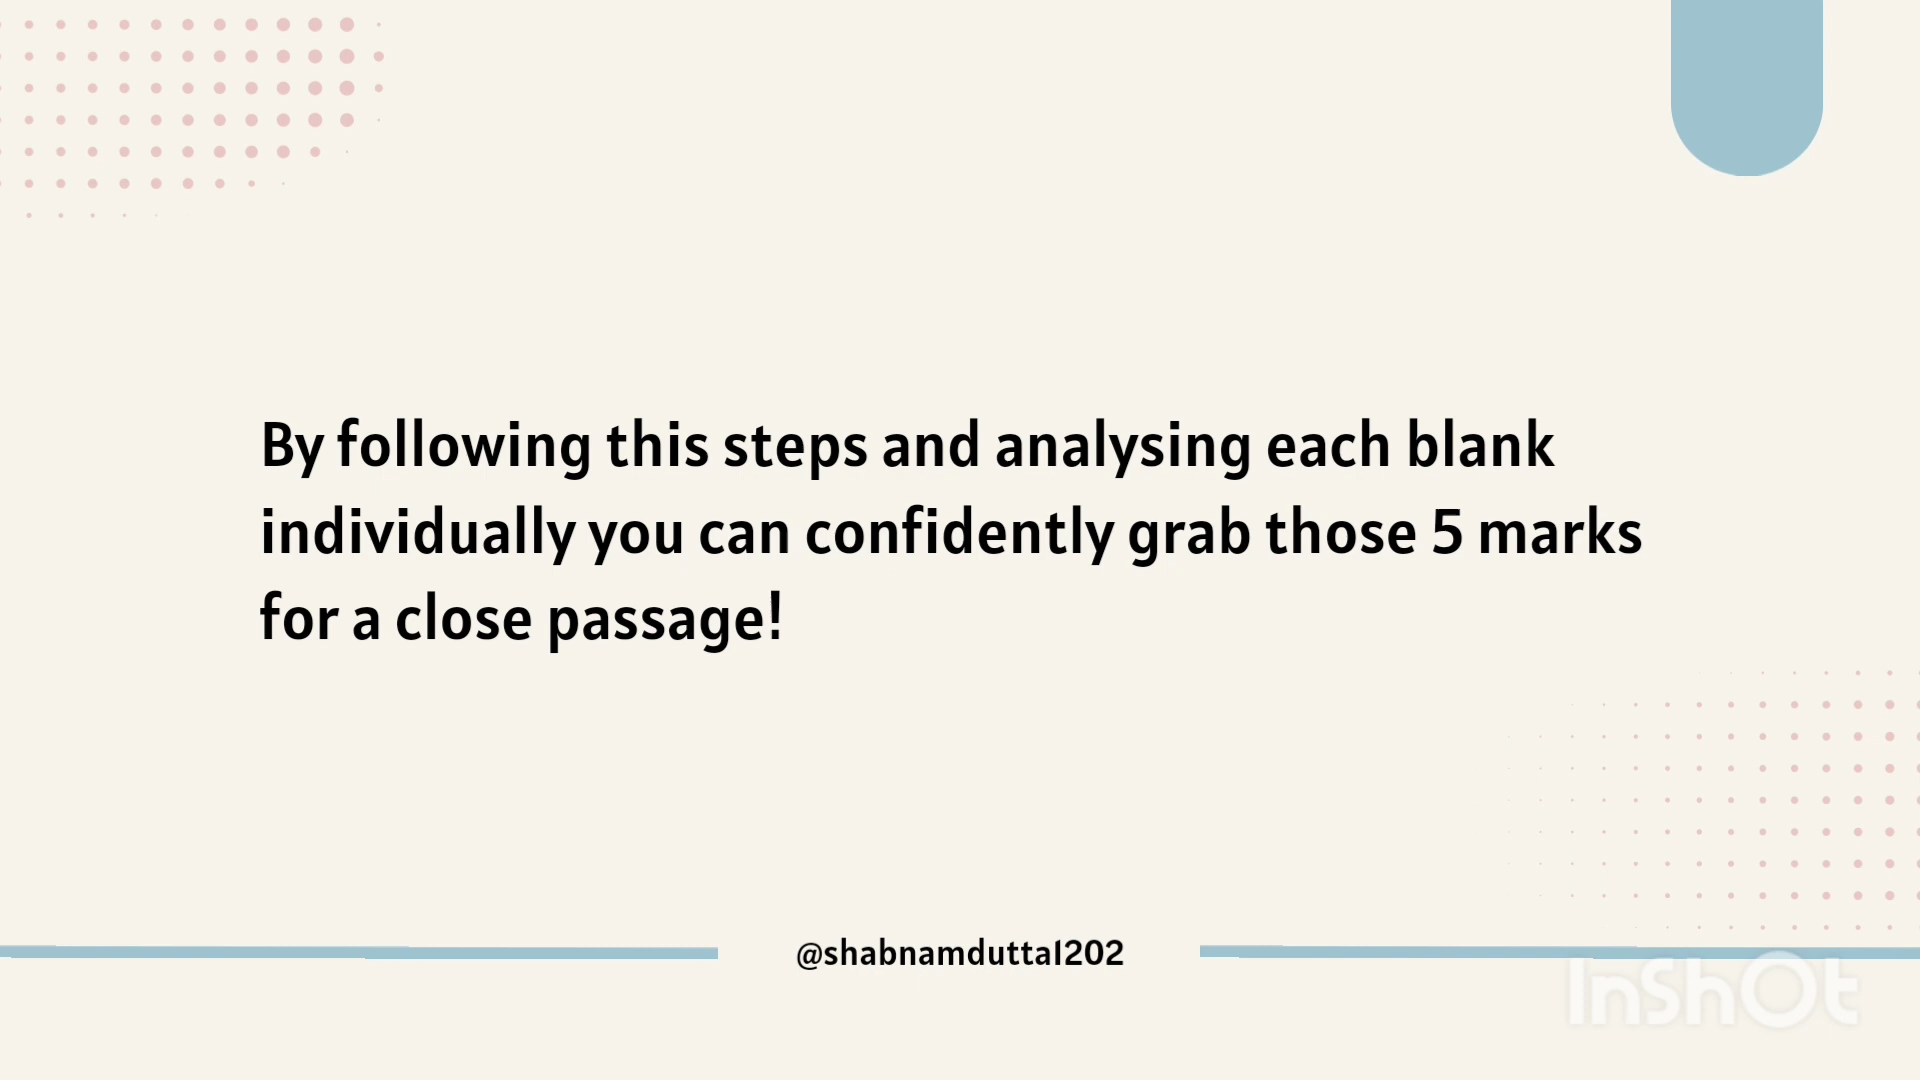 By following this steps and analysing each blank
individually you can confidently grab those 5 marks
for a close passage!
@shabnamdutta1202
InShOt